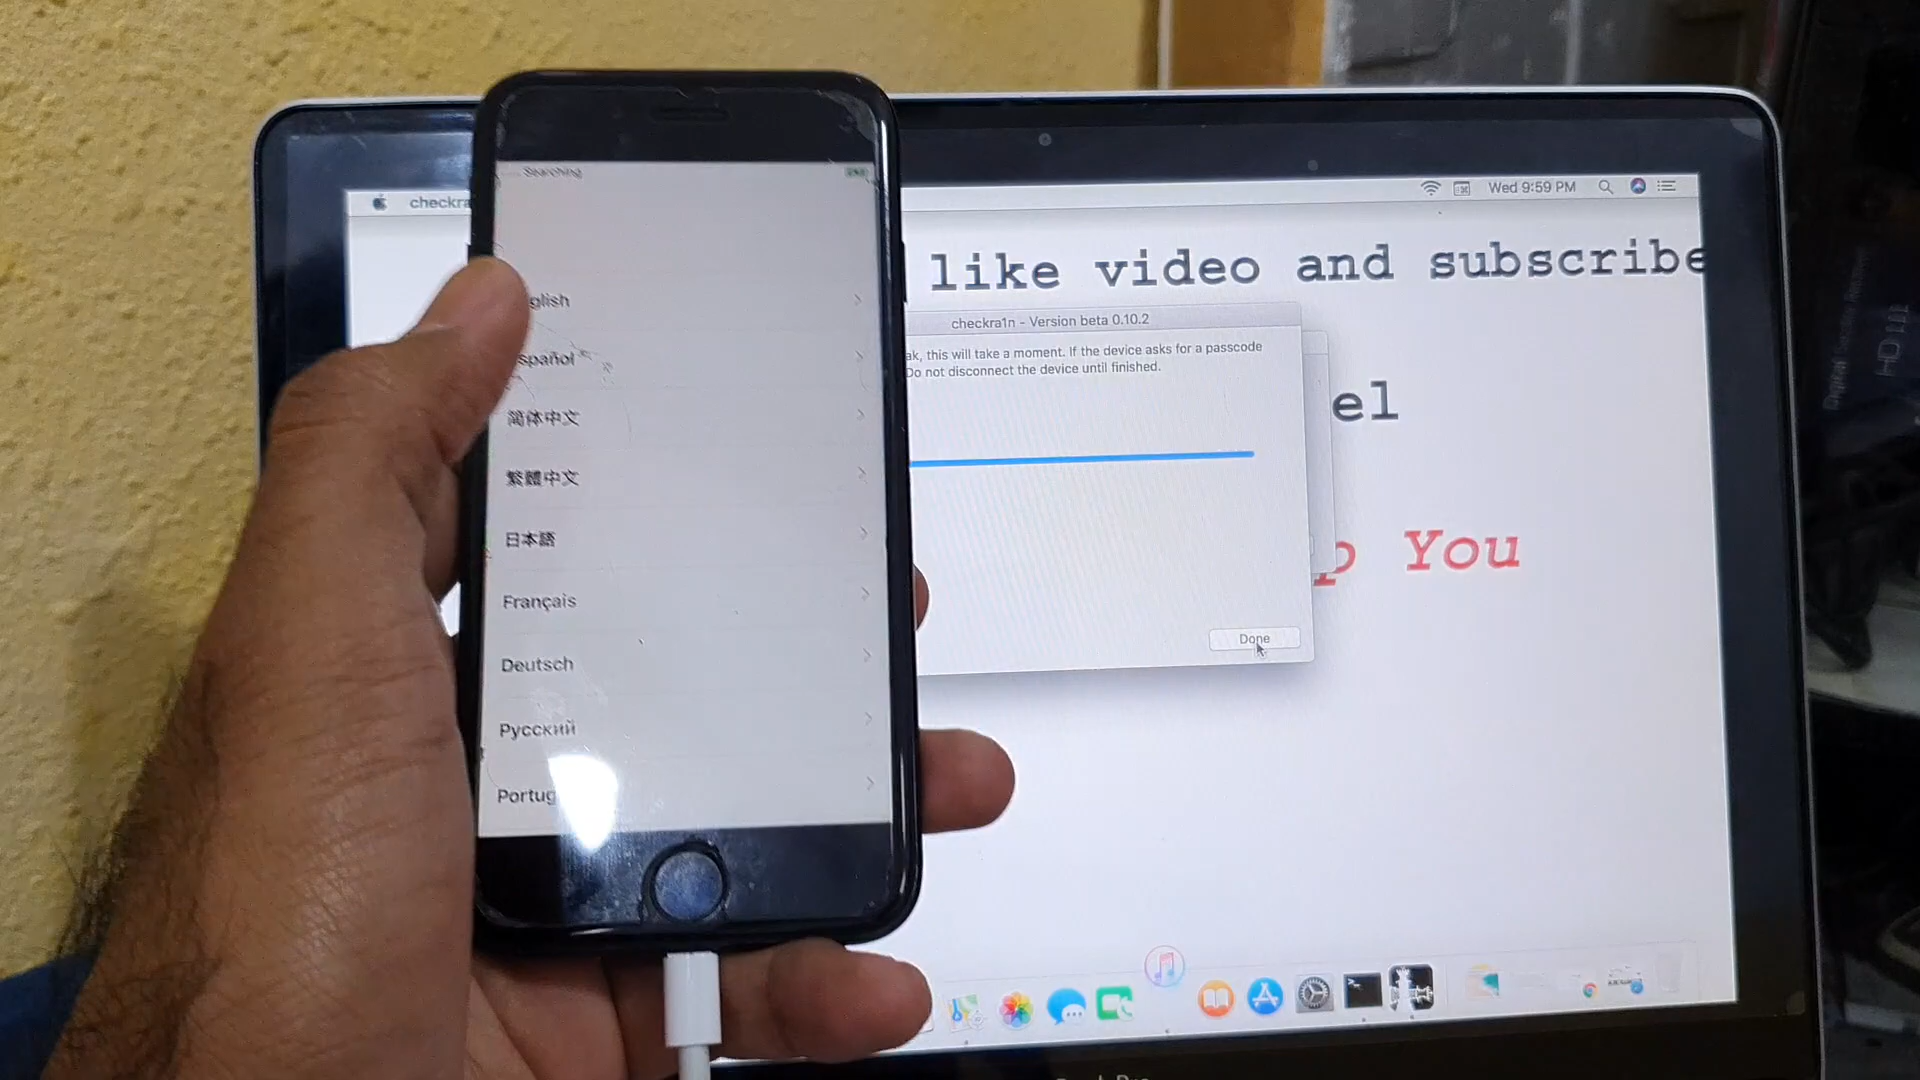 Searching
glish
spañol
简体中文
繁體中文
日本語
Français
Deutsch
Русский
Portug
checkra
Wed 9:59 PM
like video and subscribe
checkra1n - Version beta 0.10.2
ak, this will take a moment. If the device asks for a passcode
Do not disconnect the device until finished.
el
p You
Done
HDMI